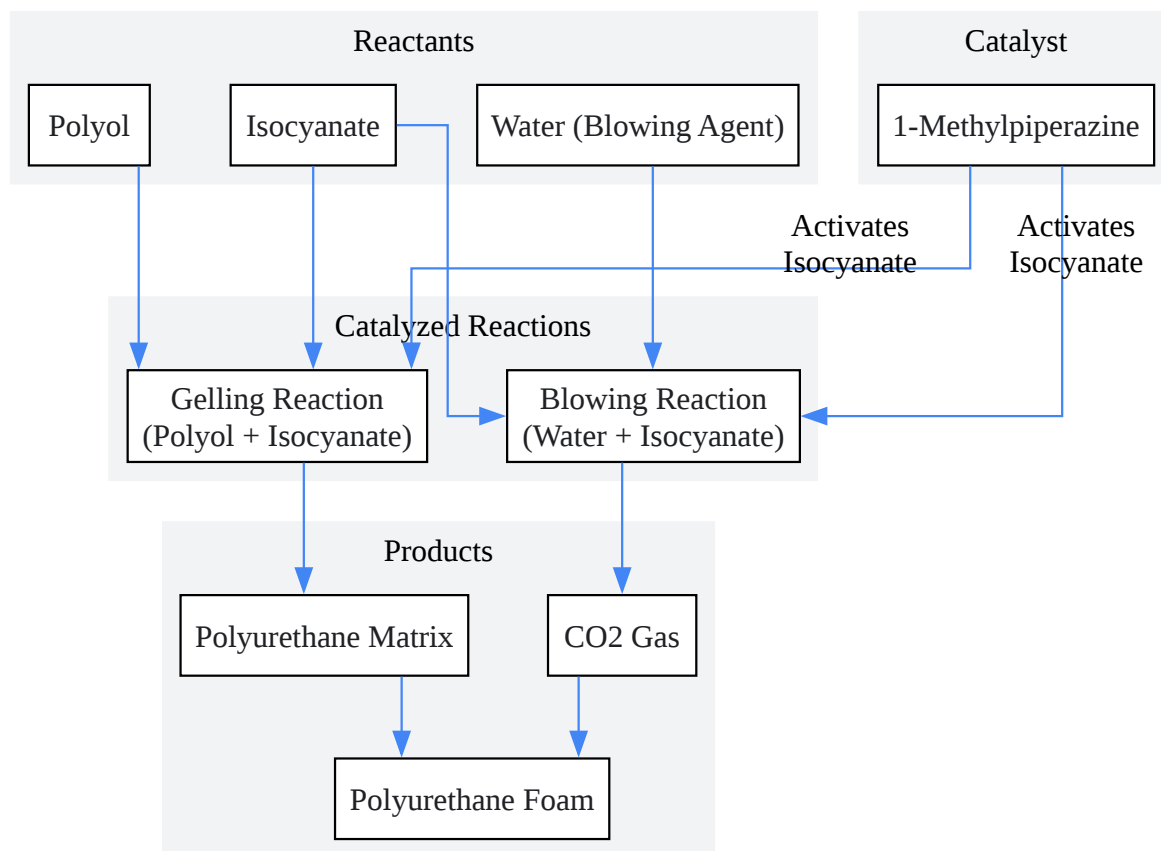 Reactants
Catalyst
Polyol
Isocyanate
Water (Blowing Agent)
1-Methylpiperazine
Activates
Isocyanate
Activates
Isocyanate
Catalyzed Reactions
Gelling Reaction
(Polyol + Isocyanate)
Blowing Reaction
(Water + Isocyanate)
Products
Polyurethane Matrix
CO2 Gas
Polyurethane Foam